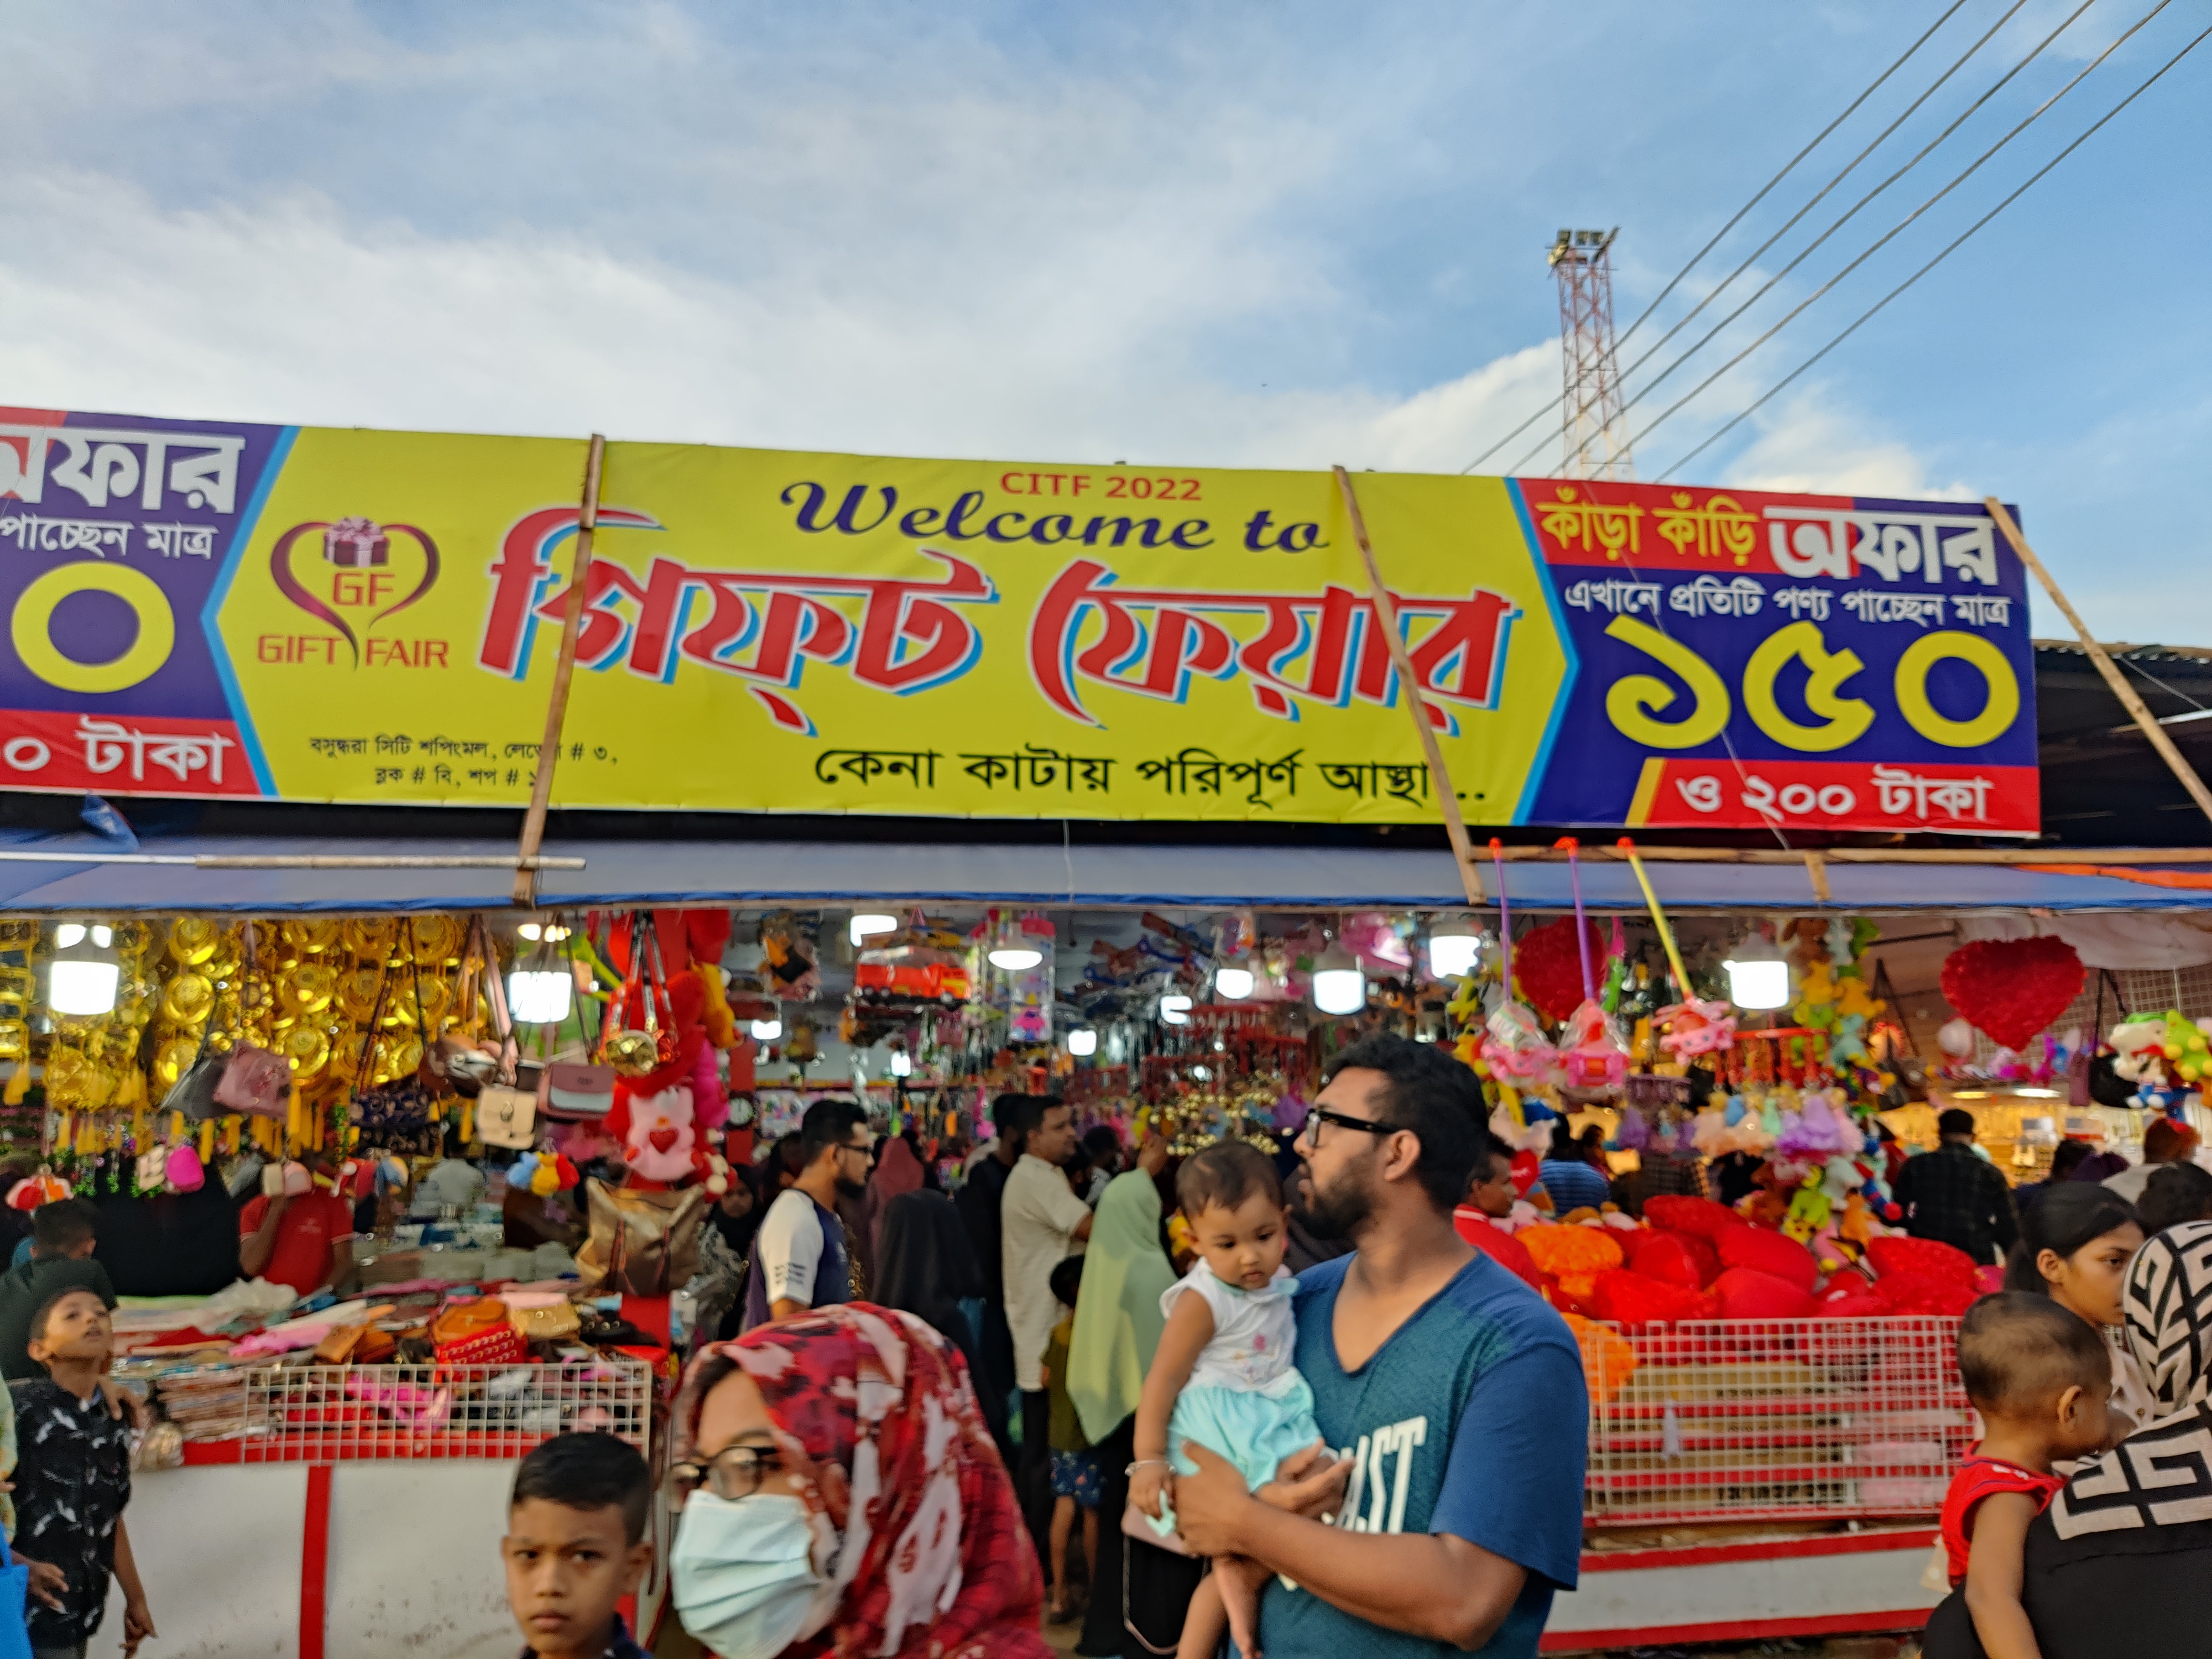 অফার
পাচ্ছেন মাত্র
০
০ টাকা
GF
GIFT FAIR
বসুন্ধরা সিটি শপিংমল, # ৩,
ব্লক # বি, শপ #
CITF 2022
Welcome to
গিফ্ট ফেয়ার
কেনা কাটায় পরিপূর্ণ আস্থা ..
কাঁড়া কাঁড়ি অফার
এখানে প্রতিটি পণ্য পাচ্ছেন মাত্র
১৫০
ও ২০০ টাকা